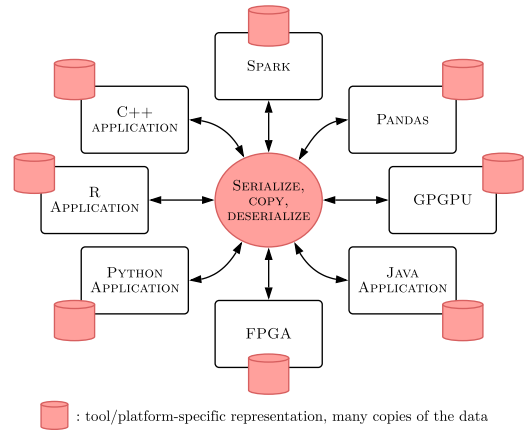 Spark
C++
application
Pandas
R
Application
Serialize,
copy,
deserialize
GPGPU
Python
Application
Java
Application
FPGA
: tool/platform-specific representation, many copies of the data